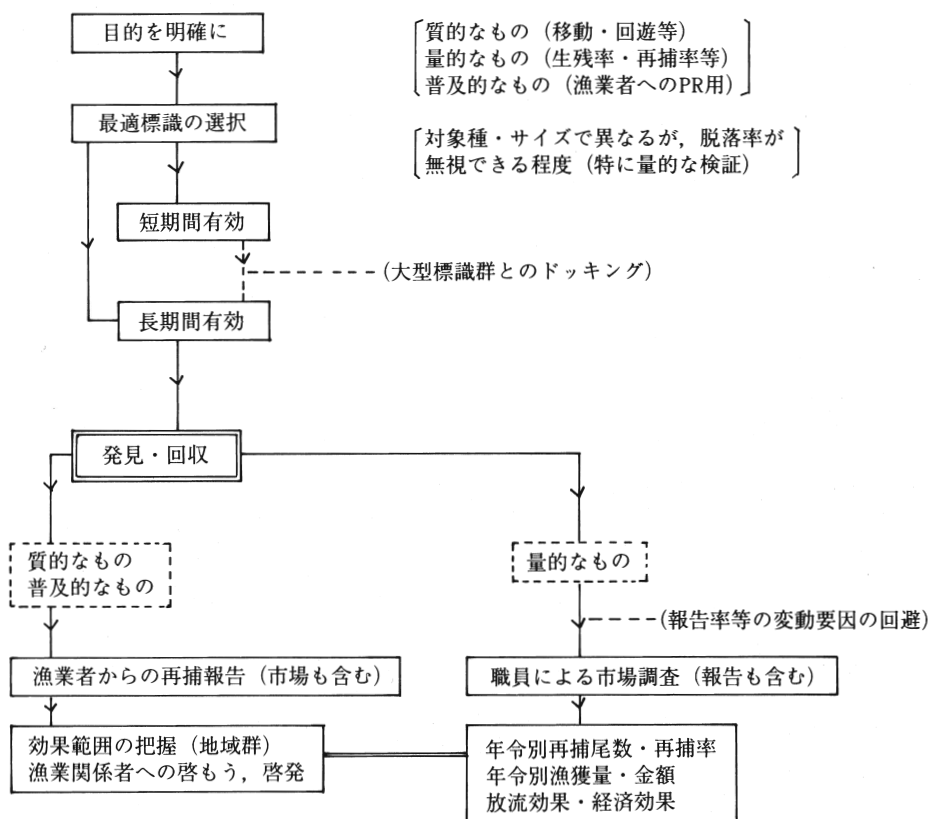 目的を明確に
質的なもの（移動・回遊等）
量的なもの（生残率・再捕率等）
普及的なもの（漁業者へのPR用）
最適標識の選択
対象種・サイズで異なるが，脱落率が
無視できる程度（特に量的な検証）
短期間有効
（大型標識群とのドッキング）
長期間有効
発見・回収
質的なもの
普及的なもの
量的なもの
（報告率等の変動要因の回避）
漁業者からの再捕報告（市場も含む）
職員による市場調査（報告も含む）
効果範囲の把握（地域群）
漁業関係者への啓もう，啓発
年令別再捕尾数・再捕率
年令別漁獲量・金額
放流効果・経済効果